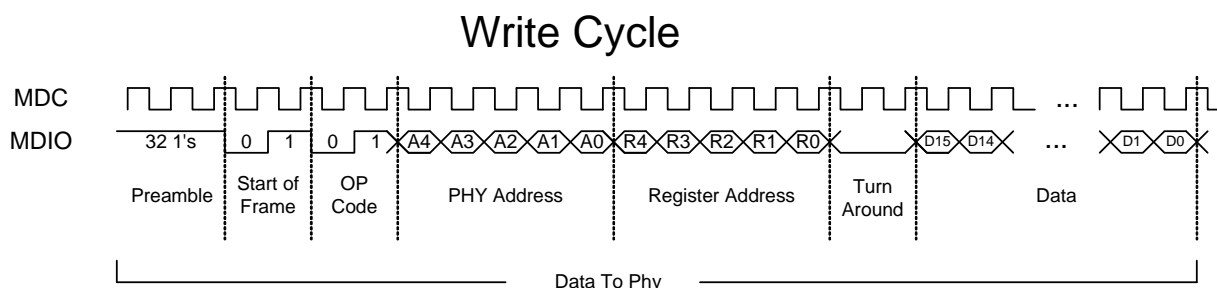 Write Cycle
MDC
...
MDIO 32 1's 0 1 0 1 A4 A3 A2 A1 A0 R4 R3 R2 R1 R0 D15 D14 ... D1 D0
Preamble Start of Frame OP Code PHY Address Register Address Turn Around Data
Data To Phy